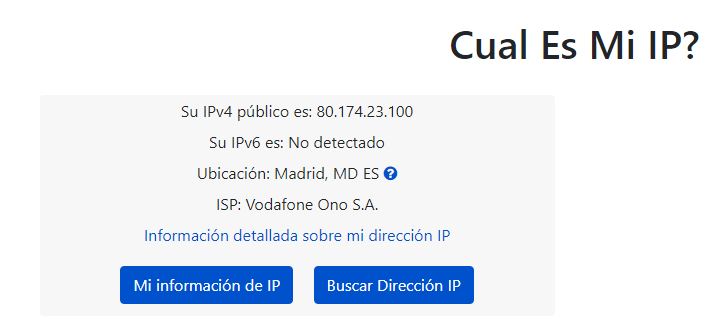 Cual Es Mi IP?
Su IPv4 público es: 80.174.23.100
Su IPv6 es: No detectado
Ubicación: Madrid, MD ES ?
ISP: Vodafone Ono S.A.
Información detallada sobre mi dirección IP
Mi información de IP
Buscar Dirección IP